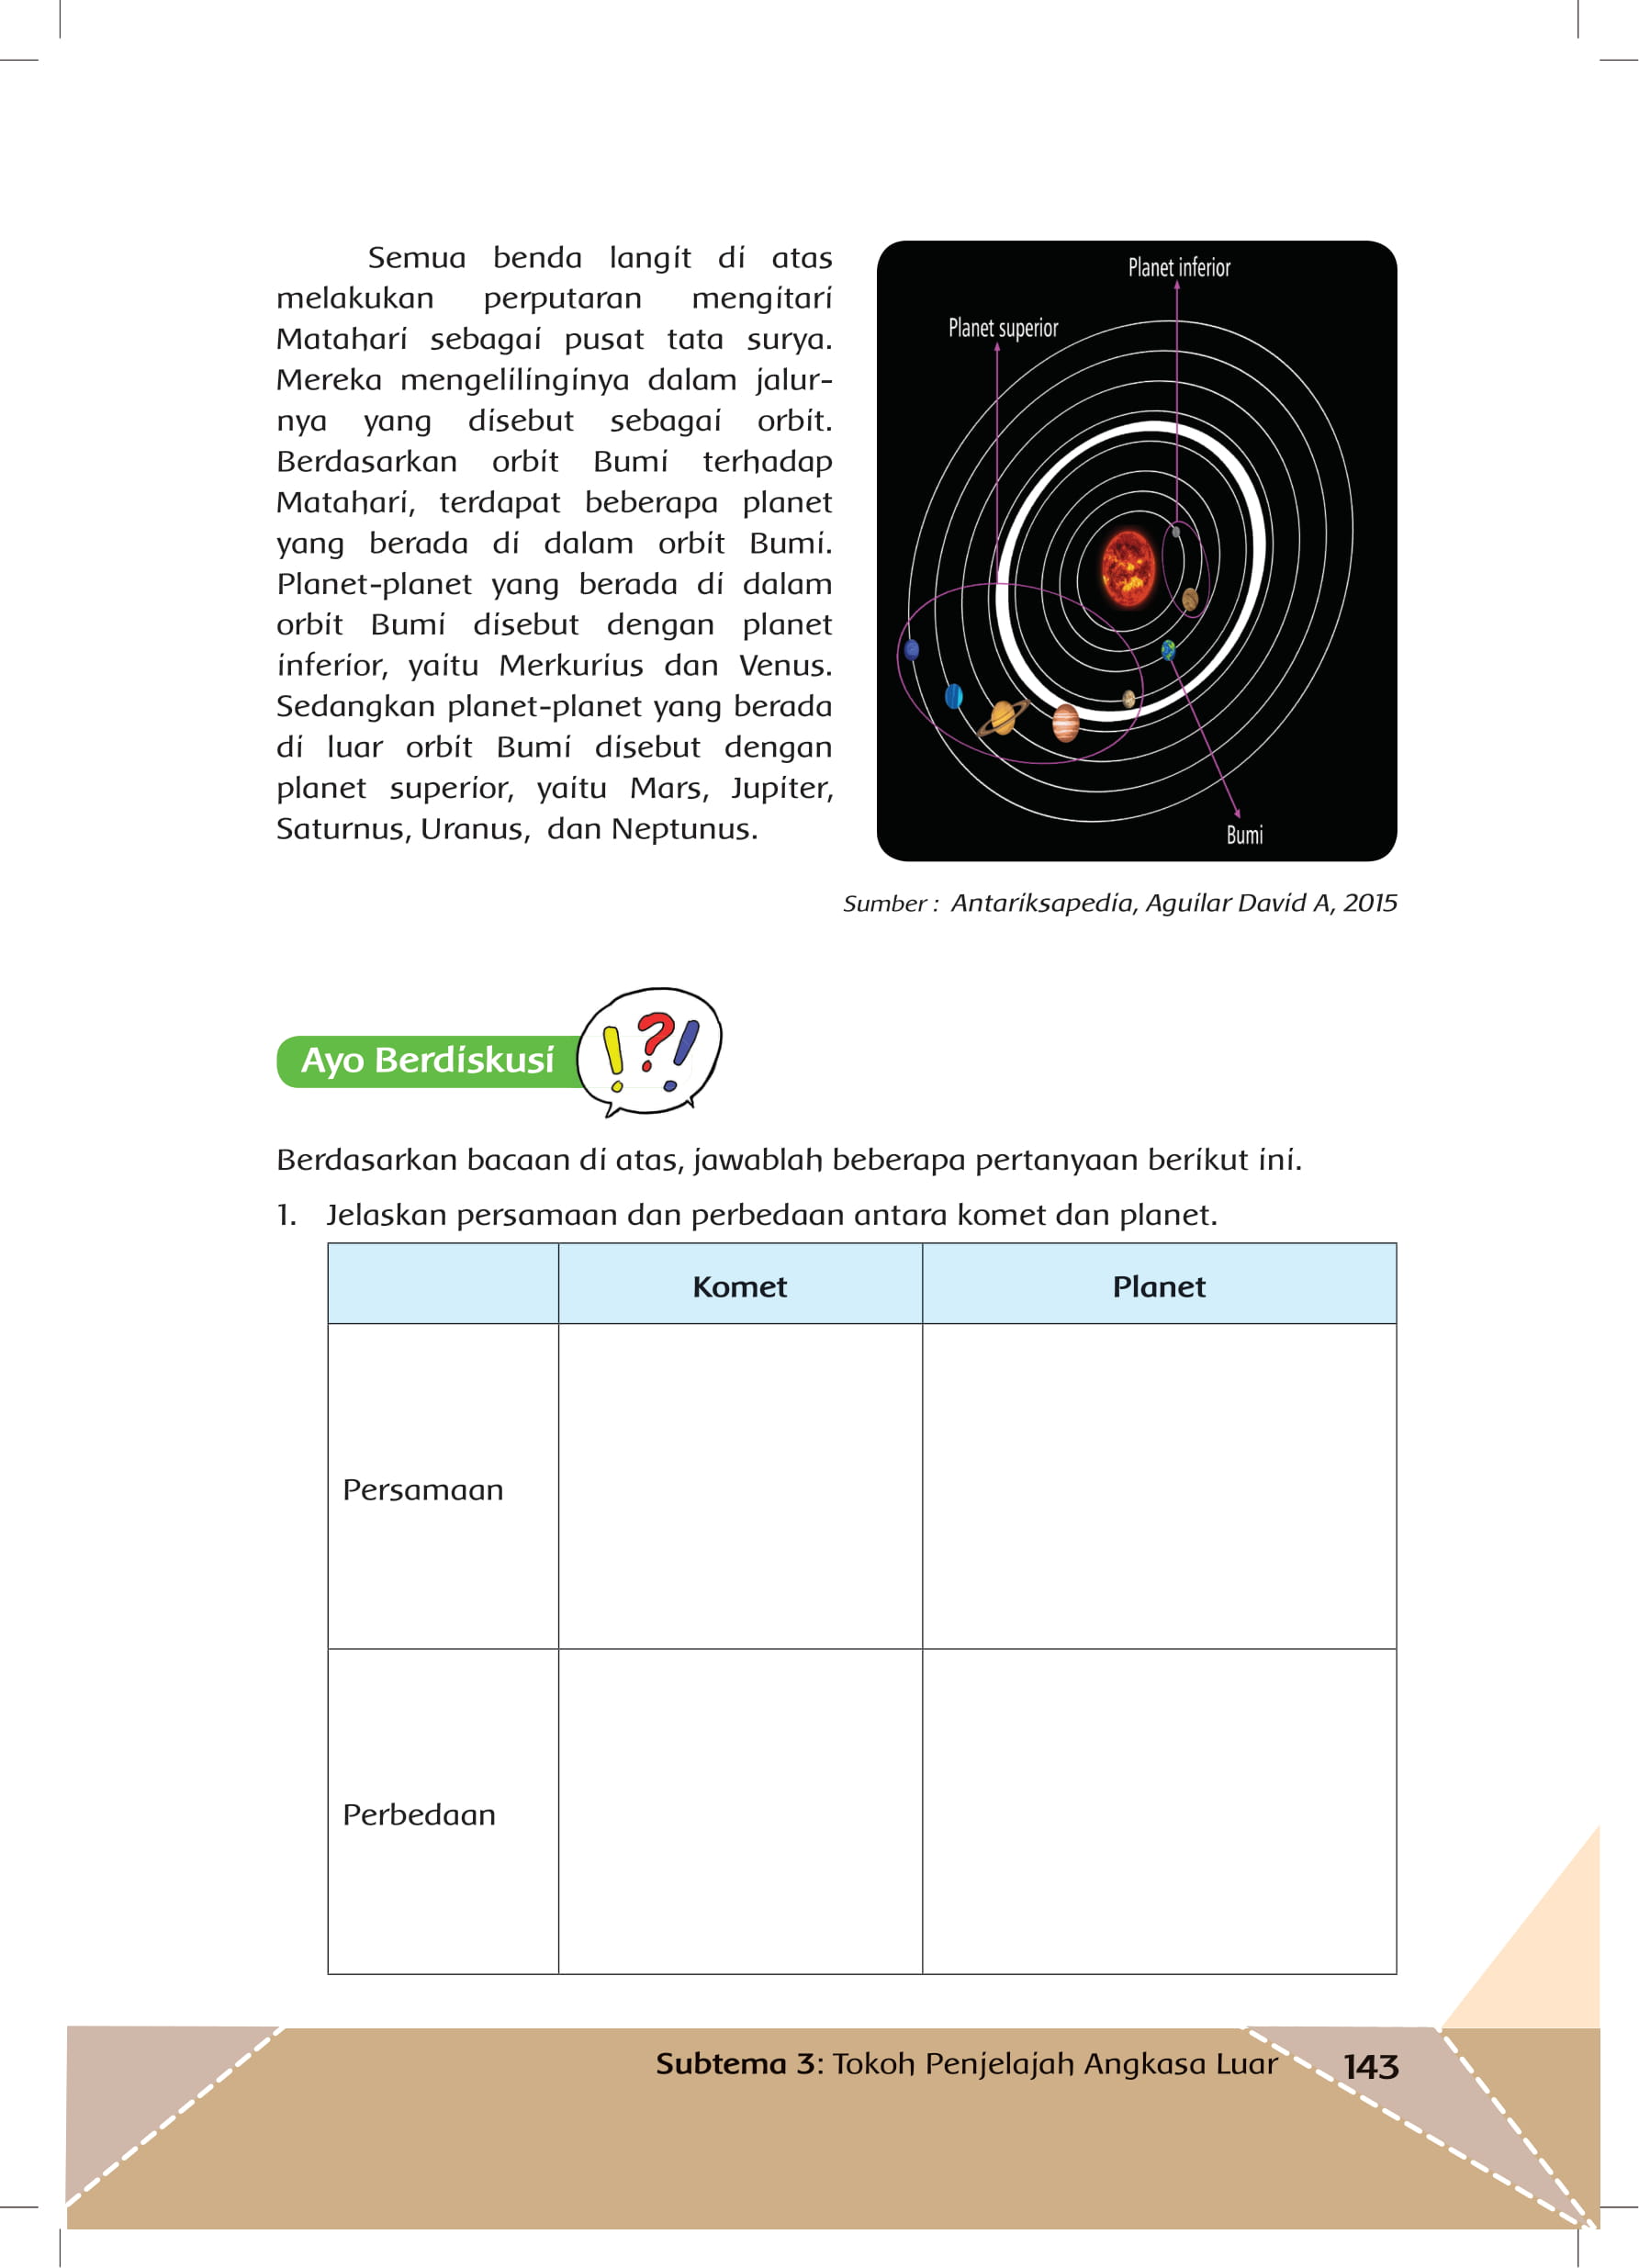 Semua benda langit di atas
melakukan perputaran mengitari
Matahari sebagai pusat tata surya.
Mereka mengelilinginya dalam jalur-
nya yang disebut sebagai orbit.
Berdasarkan orbit Bumi terhadap
Matahari, terdapat beberapa planet
yang berada di dalam orbit Bumi.
Planet-planet yang berada di dalam
orbit Bumi disebut dengan planet
inferior, yaitu Merkurius dan Venus.
Sedangkan planet-planet yang berada
di luar orbit Bumi disebut dengan
planet superior, yaitu Mars, Jupiter,
Saturnus, Uranus, dan Neptunus.
Planet inferior
Planet superior
Bumi
Sumber : Antariksapedia, Aguilar David A, 2015
Ayo Berdiskusi
!?!
Berdasarkan bacaan di atas, jawablah beberapa pertanyaan berikut ini.
1. Jelaskan persamaan dan perbedaan antara komet dan planet.
Komet Planet
Persamaan
Perbedaan
Subtema 3: Tokoh Penjelajah Angkasa Luar 143